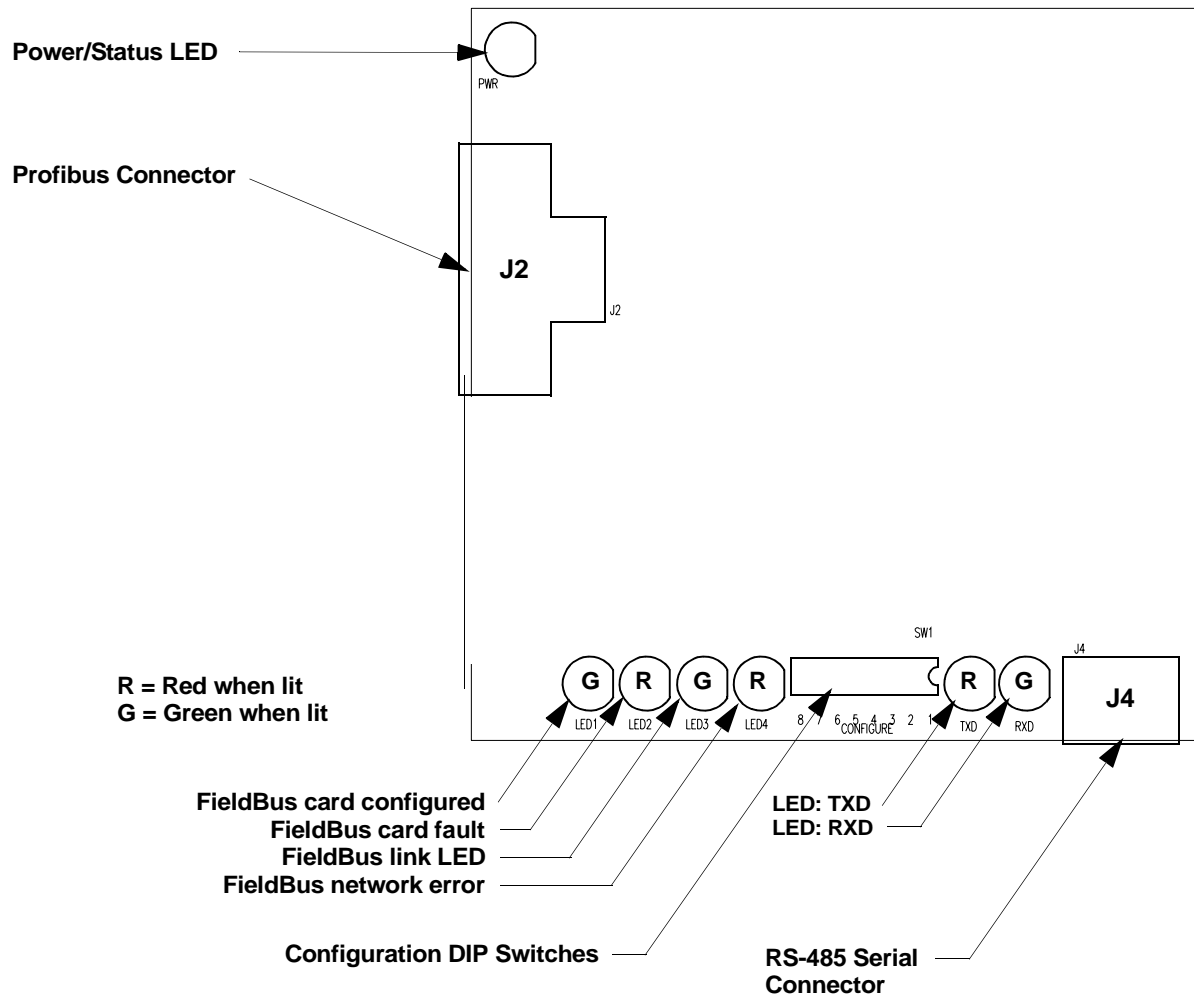 Power/Status LED
PWR
Profibus Connector
J2
J2
SW1
J4
R = Red when lit
G = Green when lit
G
R
G
R
R
G
J4
LED1
LED2
LED3
LED4
8 7 6 5 4 3 2 1
CONFIGURE
TXD
RXD
FieldBus card configured
FieldBus card fault
FieldBus link LED
FieldBus network error
LED: TXD
LED: RXD
Configuration DIP Switches
RS-485 Serial
Connector